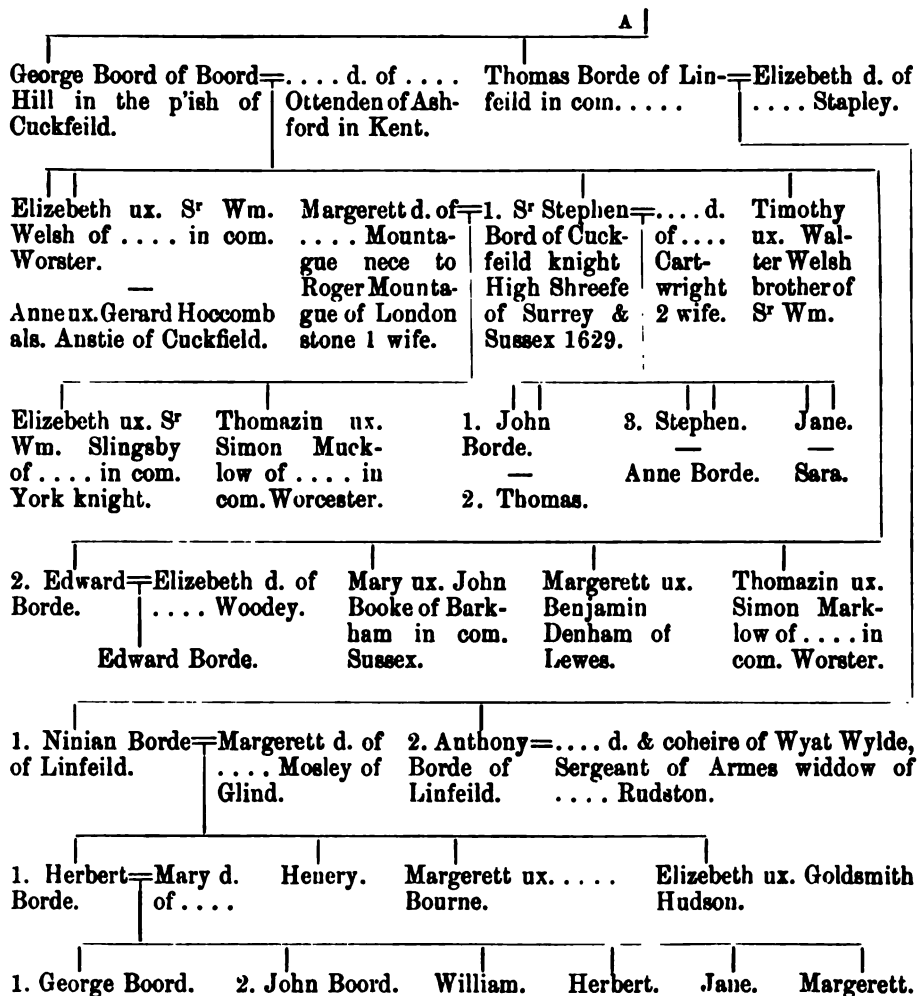 A
George Boord of Boord=. . . . d. of . . . . Thomas Borde of Lin-=Elizebeth d. of
Hill in the p'ish of Ottenden of Ash- feild in com. . . . . . . . . . Stapley.
Cuckfeild. ford in Kent.
Elizebeth ux. Sʳ Wm. Margerett d. of=1. Sʳ Stephen=. . . . d. Timothy
Welsh of . . . . in com. . . . . Mounta- Bord of Cuck- of . . . . ux. Wal-
Worster. gue nece to feild knight Cart- ter Welsh
— Roger Mounta- High Shreefe wright brother of
Anne ux. Gerard Hoccomb gue of London of Surrey & 2 wife. Sʳ Wm.
als. Anstie of Cuckfield. stone 1 wife. Sussex 1629.
Elizebeth ux. Sʳ Thomazin ux. 1. John 3. Stephen. Jane.
Wm. Slingsby Simon Muck- Borde. — —
of . . . . in com. low of . . . . in — Anne Borde. Sara.
York knight. com. Worcester. 2. Thomas.
2. Edward=Elizebeth d. of Mary ux. John Margerett ux. Thomazin ux.
Borde. . . . . Woodey. Booke of Bark- Benjamin Simon Mark-
ham in com. Denham of low of . . . . in
Edward Borde. Sussex. Lewes. com. Worster.
1. Ninian Borde=Margerett d. of 2. Anthony=. . . . d. & coheire of Wyat Wylde,
of Linfeild. . . . . Mosley of Borde of Sergeant of Armes widdow of
Glind. Linfeild. . . . . Rudston.
1. Herbert=Mary d. Henery. Margerett ux. . . . . . Elizebeth ux. Goldsmith
Borde. of . . . . Bourne. Hudson.
1. George Boord. 2. John Boord. William. Herbert. Jane. Margerett.